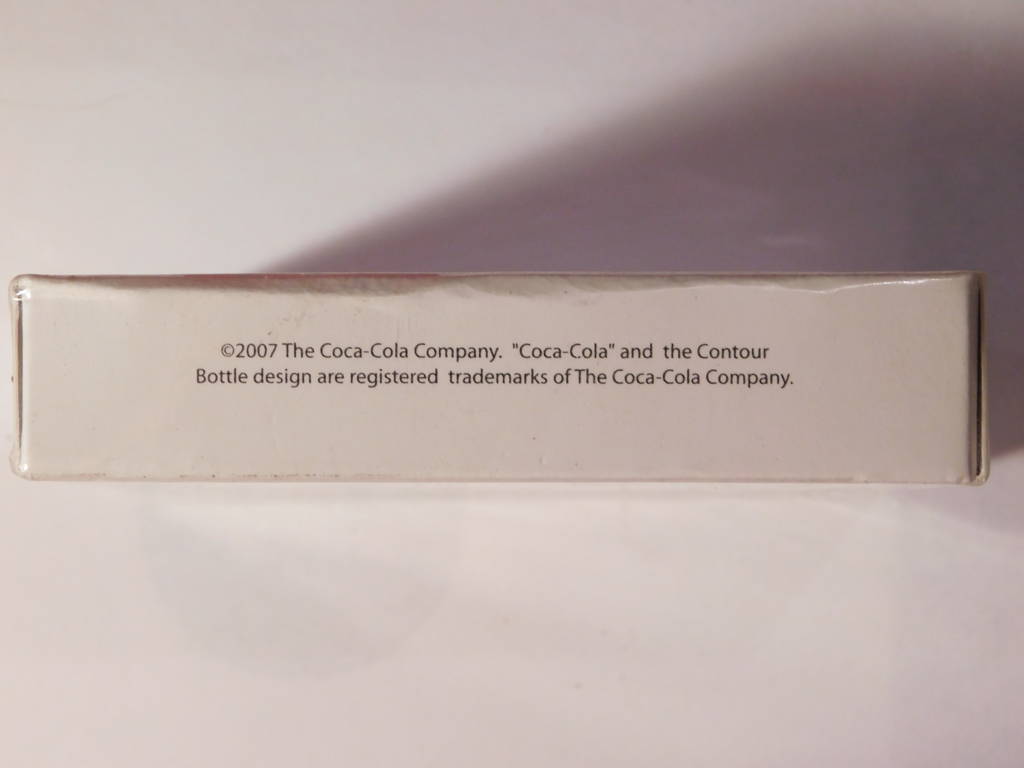 ©2007 The Coca-Cola Company. "Coca-Cola" and the Contour
Bottle design are registered trademarks of The Coca-Cola Company.